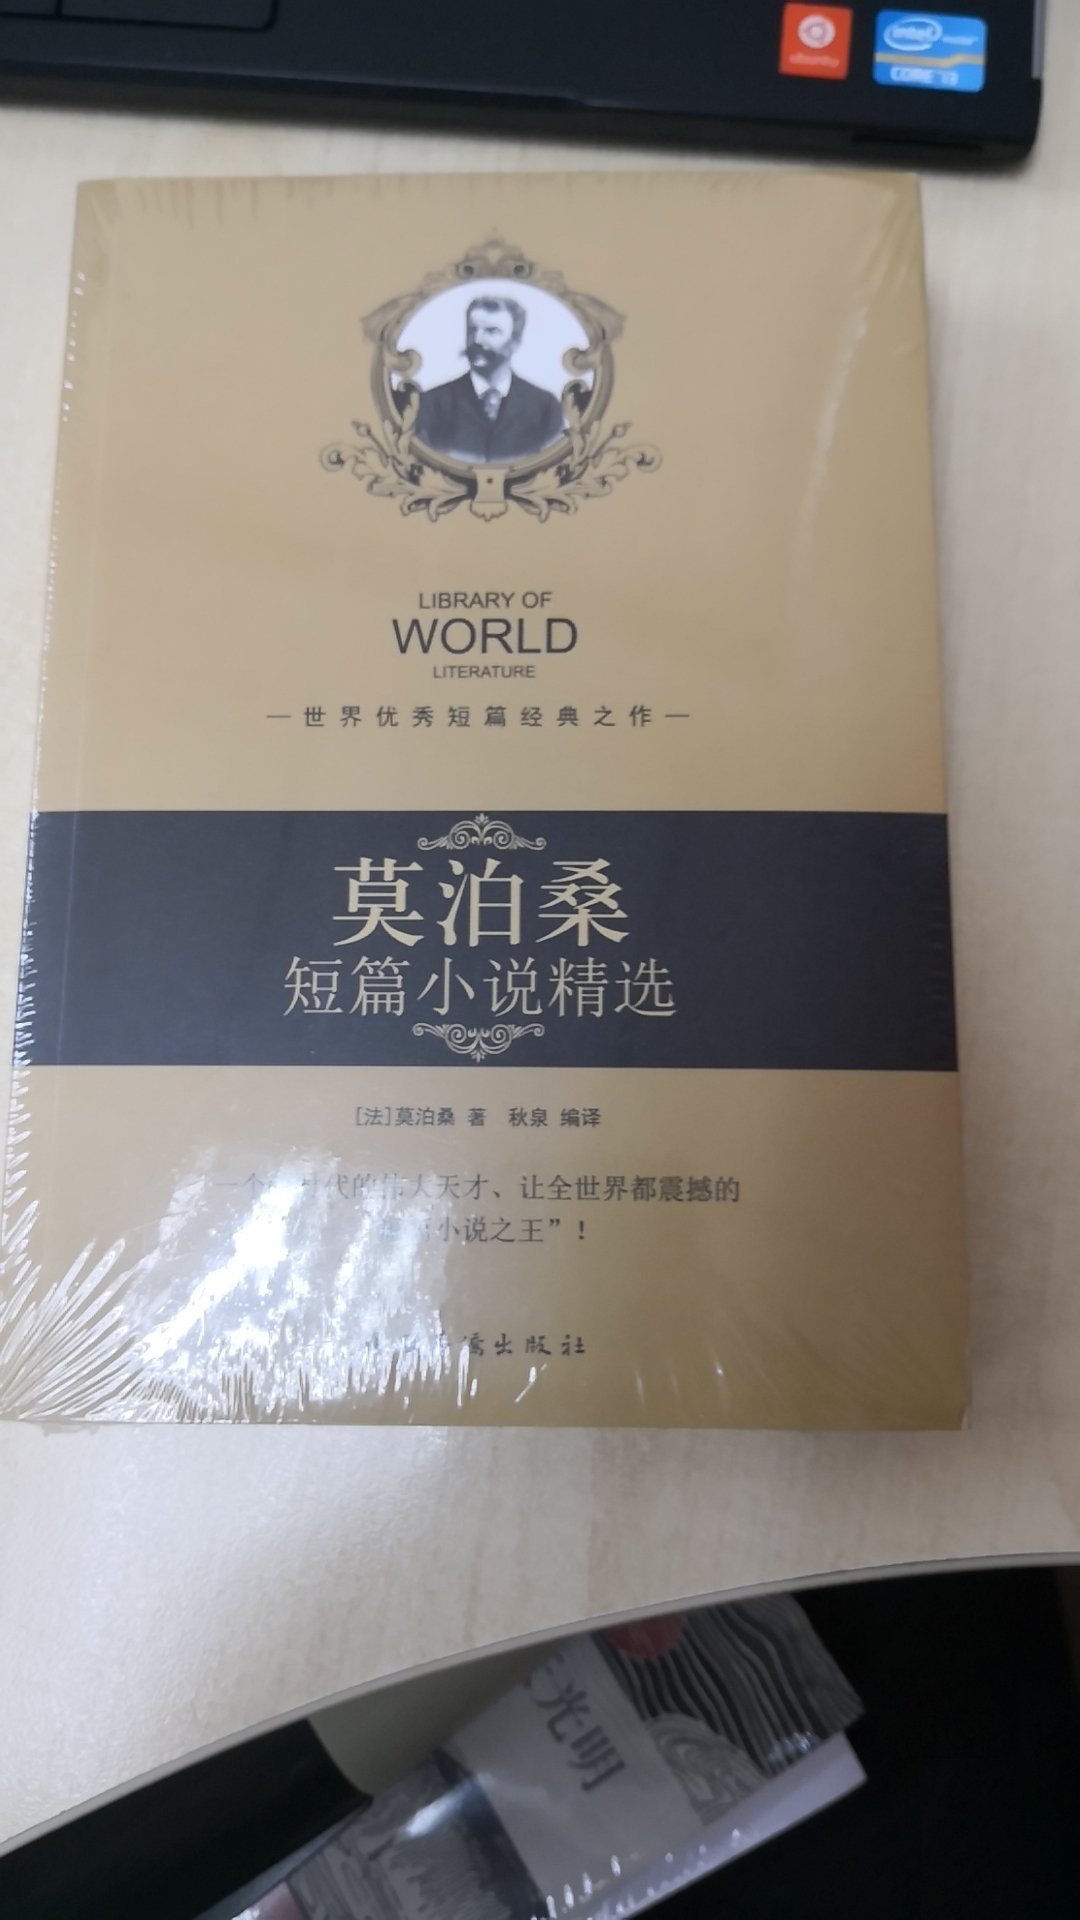 ubuntu
intel inside
CORE i3
LIBRARY OF
WORLD
LITERATURE
世界优秀短篇经典之作
莫泊桑
短篇小说精选
[法]莫泊桑 著 秋泉 编译
一个 时代的伟大天才、让全世界都震撼的
小说之王”！
侨出版社
光明